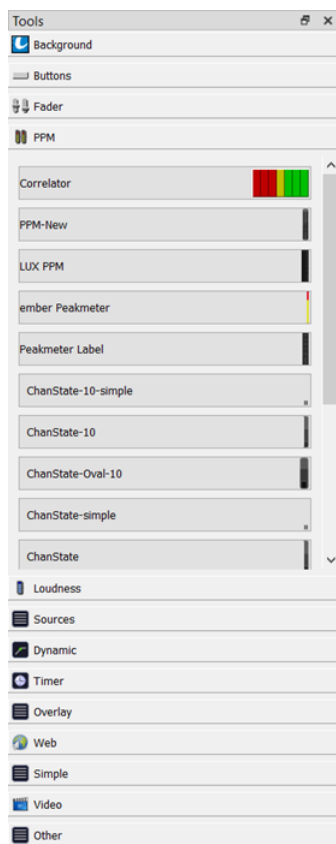 Tools
Background
Buttons
Fader
PPM
Correlator
PPM-New
LUX PPM
ember Peakmeter
Peakmeter Label
ChanState-10-simple
ChanState-10
ChanState-Oval-10
ChanState-simple
ChanState
Loudness
Sources
Dynamic
Timer
Overlay
Web
Simple
Video
Other